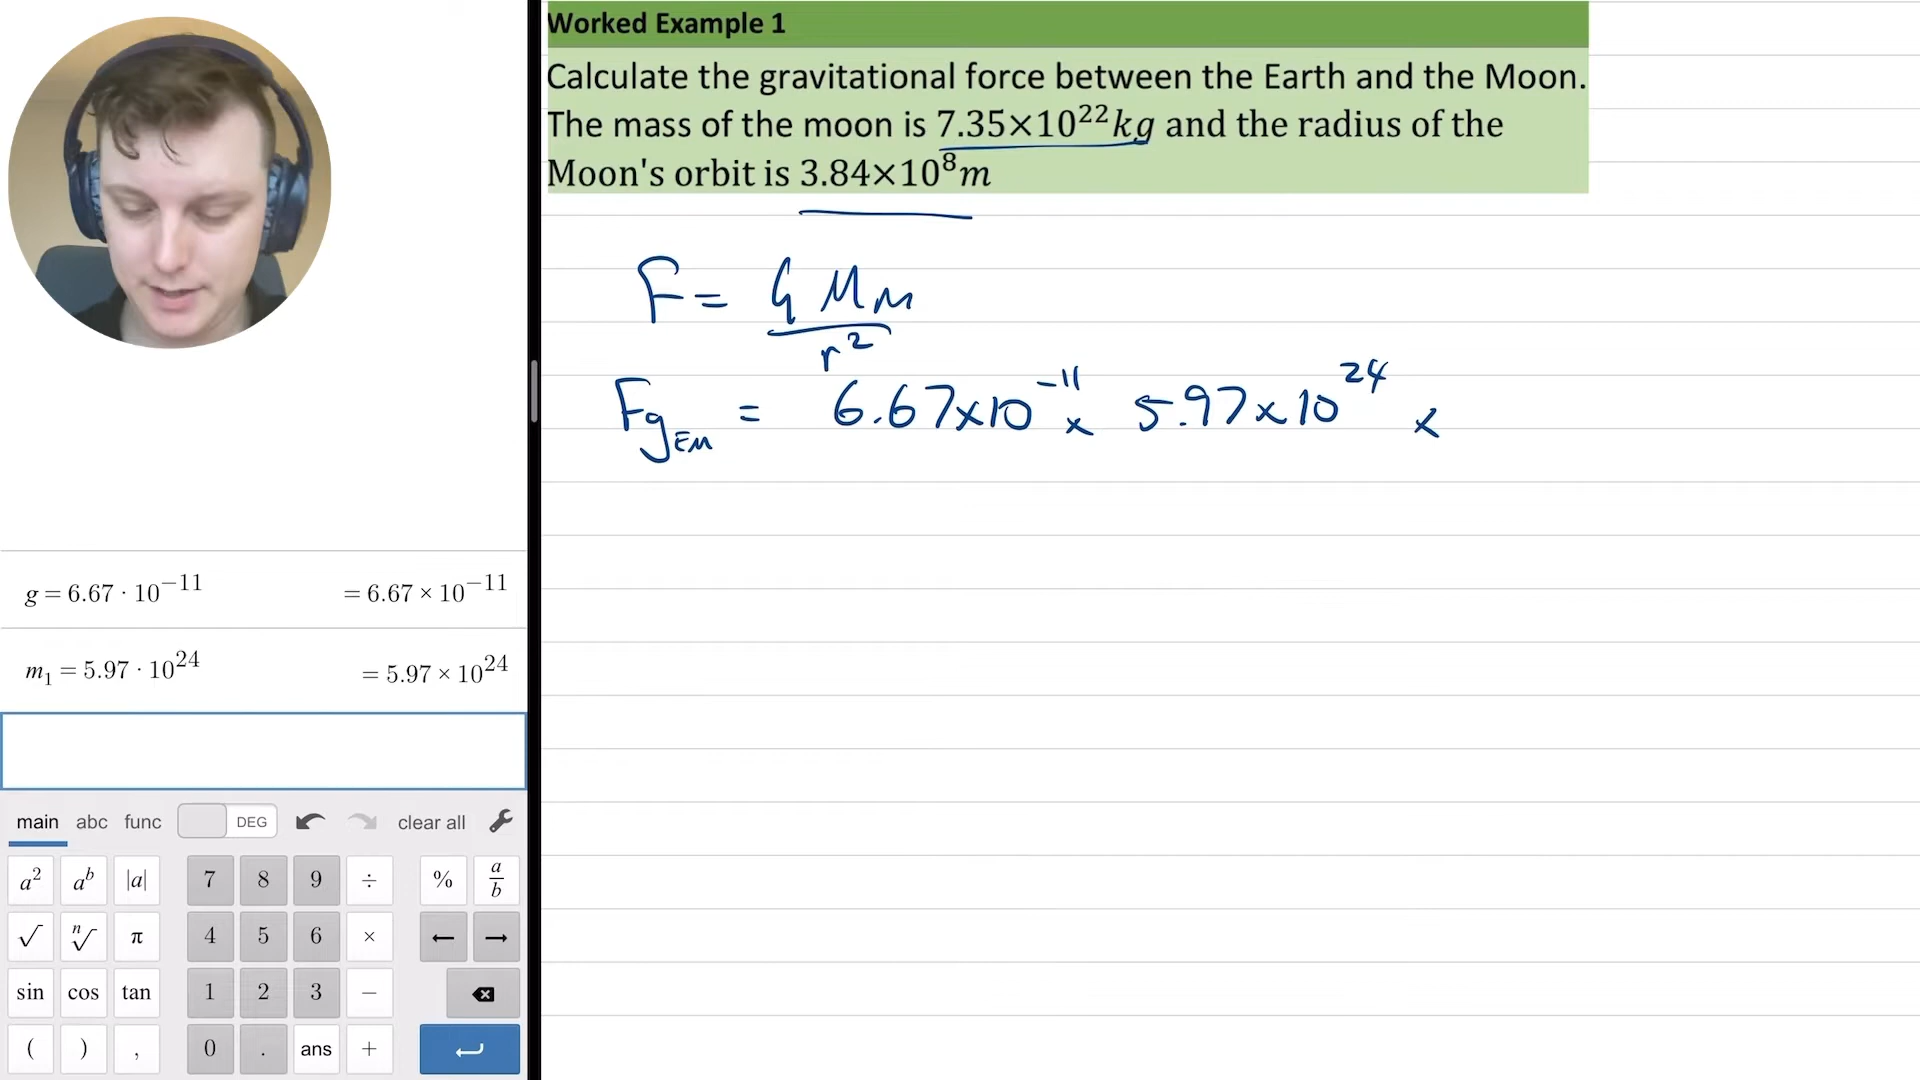 Worked Example 1
Calculate the gravitational force between the Earth and the Moon.
The mass of the moon is 7.35×10²²kg and the radius of the
Moon's orbit is 3.84×10⁸m
F = G M m
r²
Fg EM = 6.67×10⁻¹¹ × 5.97×10²⁴ ×
g = 6.67 · 10⁻¹¹ = 6.67 × 10⁻¹¹
m₁ = 5.97 · 10²⁴ = 5.97 × 10²⁴
main abc func DEG clear all
a² aᵇ |a| 7 8 9 ÷ % a/b
√ ⁿ√ π 4 5 6 × ← →
sin cos tan 1 2 3 −
( ) , 0 . ans +